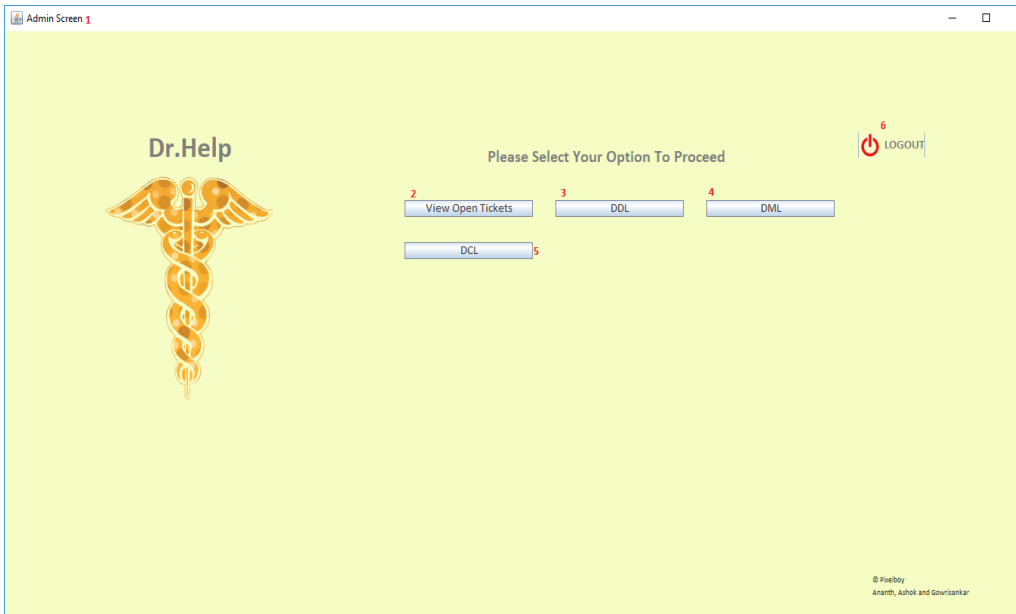 Admin Screen 1
6
LOGOUT
Dr.Help
Please Select Your Option To Proceed
2 3 4
View Open Tickets DDL DML
DCL 5
© Pixelboy
Ananth, Ashok and Gowrisankar